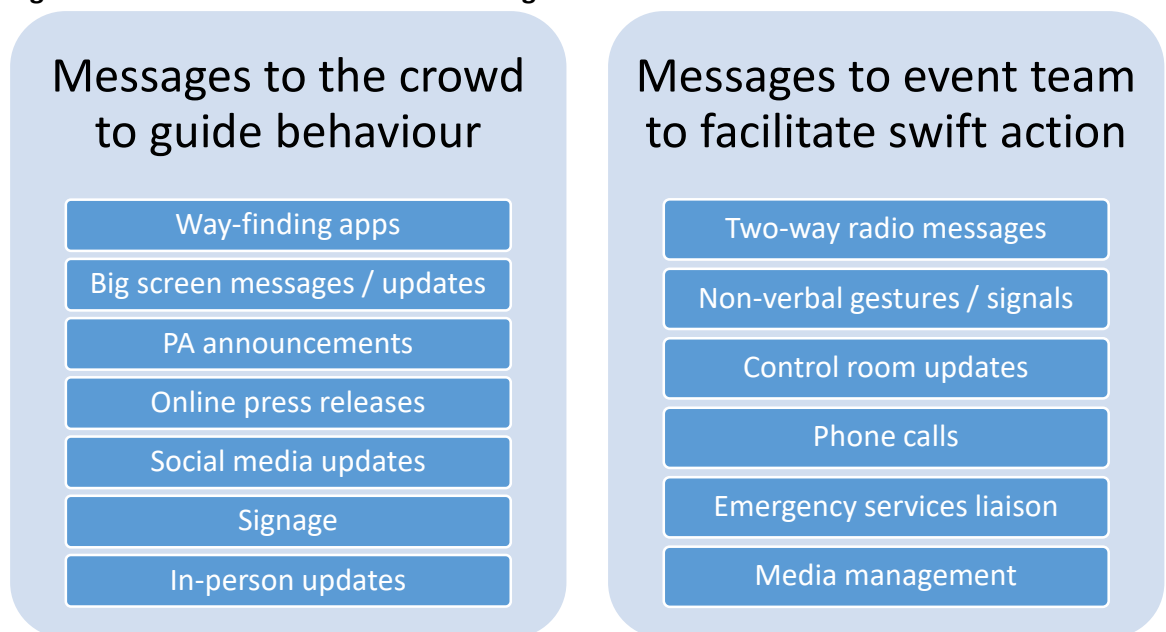 Messages to the crowd
to guide behaviour
Way-finding apps
Big screen messages / updates
PA announcements
Online press releases
Social media updates
Signage
In-person updates
Messages to event team
to facilitate swift action
Two-way radio messages
Non-verbal gestures / signals
Control room updates
Phone calls
Emergency services liaison
Media management